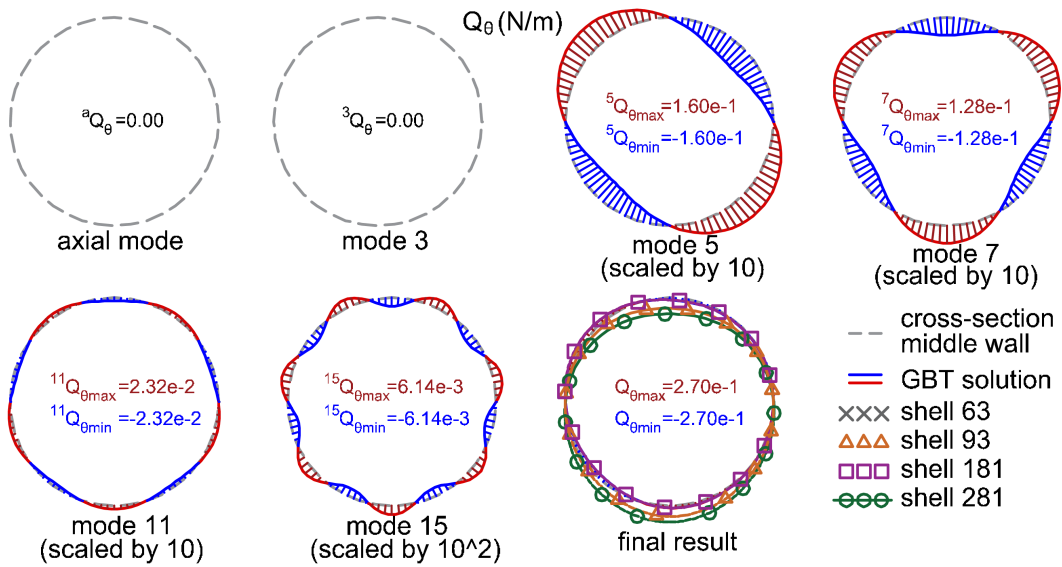 Qθ (N/m)
ᵃQθ =0.00
axial mode
³Qθ =0.00
mode 3
⁵Qθmax=1.60e-1
⁵Qθmin=-1.60e-1
mode 5
(scaled by 10)
⁷Qθmax=1.28e-1
⁷Qθmin=-1.28e-1
mode 7
(scaled by 10)
¹¹Qθmax=2.32e-2
¹¹Qθmin=-2.32e-2
mode 11
(scaled by 10)
¹⁵Qθmax=6.14e-3
¹⁵Qθmin=-6.14e-3
mode 15
(scaled by 10^2)
Qθmax=2.70e-1
Qθmin=-2.70e-1
final result
cross-section
middle wall
GBT solution
shell 63
shell 93
shell 181
shell 281